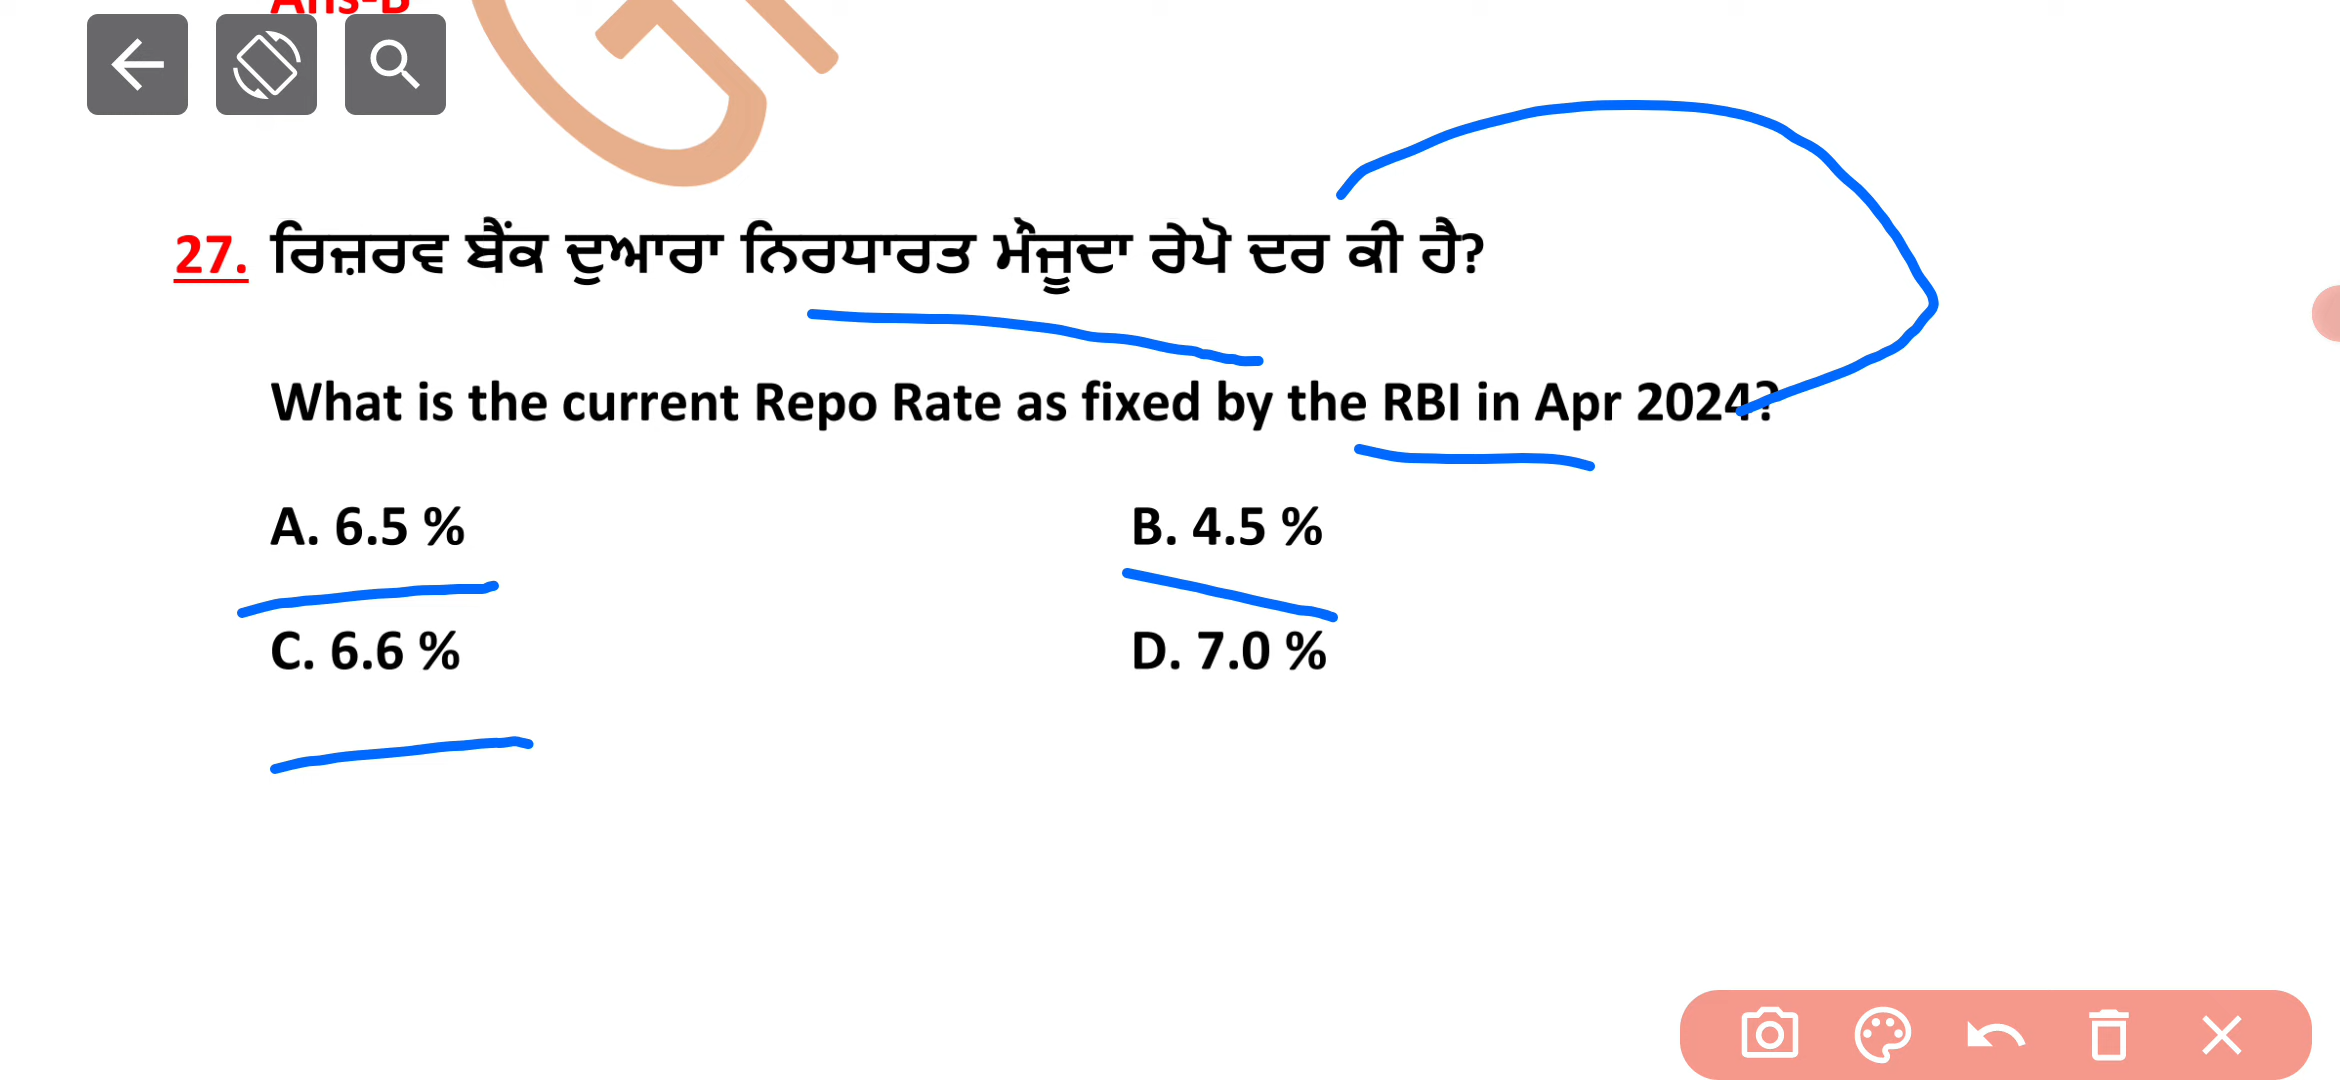 Ans-B
27. ਰਿਜ਼ਰਵ ਬੈਂਕ ਦੁਆਰਾ ਨਿਰਧਾਰਤ ਮੌਜੂਦਾ ਰੇਪੋ ਦਰ ਕੀ ਹੈ?
What is the current Repo Rate as fixed by the RBI in Apr 2024?
A. 6.5 % B. 4.5 %
C. 6.6 % D. 7.0 %